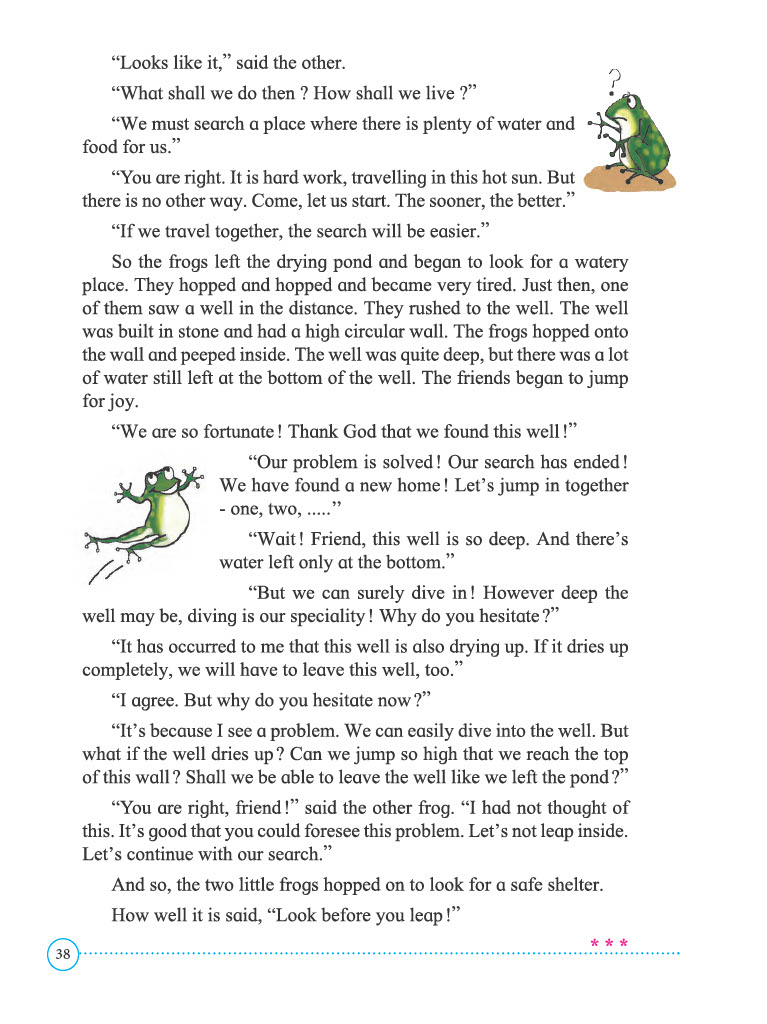 “Looks like it,” said the other.
“What shall we do then ? How shall we live ?”
?
“We must search a place where there is plenty of water and
food for us.”
“You are right. It is hard work, travelling in this hot sun. But
there is no other way. Come, let us start. The sooner, the better.”
“If we travel together, the search will be easier.”
So the frogs left the drying pond and began to look for a watery
place. They hopped and hopped and became very tired. Just then, one
of them saw a well in the distance. They rushed to the well. The well
was built in stone and had a high circular wall. The frogs hopped onto
the wall and peeped inside. The well was quite deep, but there was a lot
of water still left at the bottom of the well. The friends began to jump
for joy.
“We are so fortunate ! Thank God that we found this well !”
“Our problem is solved ! Our search has ended !
We have found a new home ! Let’s jump in together
- one, two, .....”
“Wait ! Friend, this well is so deep. And there’s
water left only at the bottom.”
“But we can surely dive in ! However deep the
well may be, diving is our speciality ! Why do you hesitate ?”
“It has occurred to me that this well is also drying up. If it dries up
completely, we will have to leave this well, too.”
“I agree. But why do you hesitate now ?”
“It’s because I see a problem. We can easily dive into the well. But
what if the well dries up ? Can we jump so high that we reach the top
of this wall ? Shall we be able to leave the well like we left the pond ?”
“You are right, friend !” said the other frog. “I had not thought of
this. It’s good that you could foresee this problem. Let’s not leap inside.
Let’s continue with our search.”
And so, the two little frogs hopped on to look for a safe shelter.
How well it is said, “Look before you leap !”
* * *
38